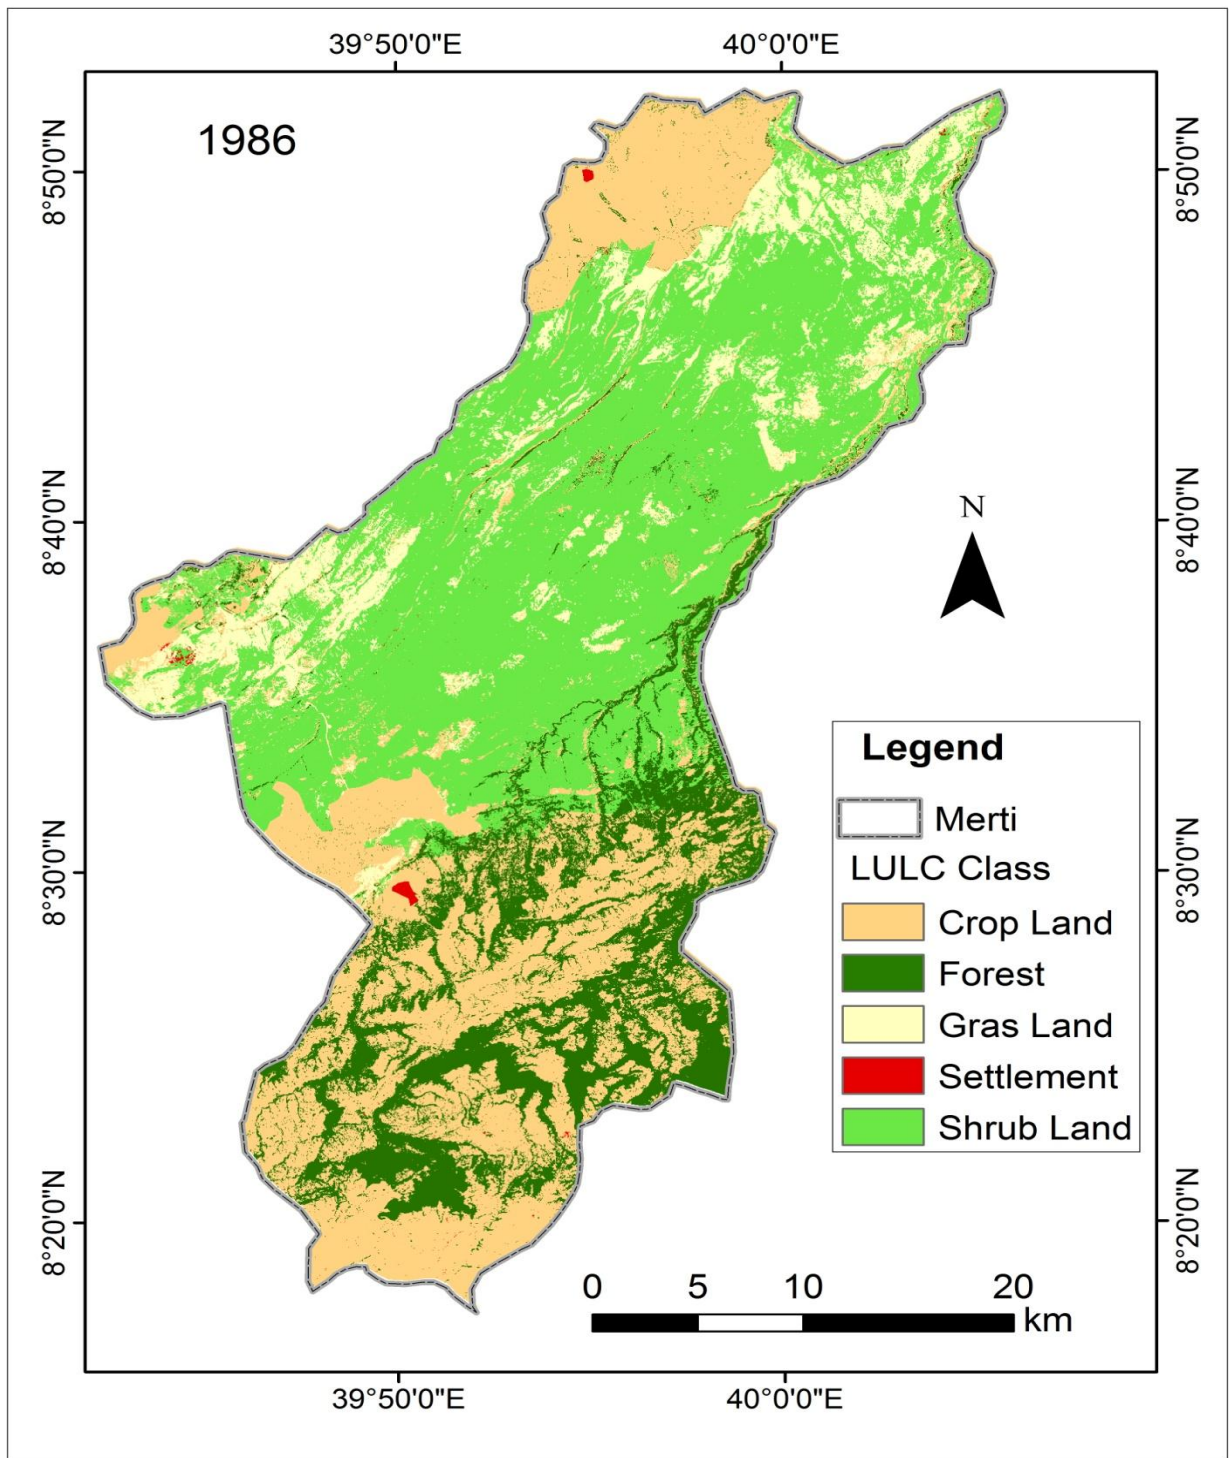 39°50'0"E 40°0'0"E
1986
8°50'0"N 8°50'0"N
N
8°40'0"N 8°40'0"N
Legend
Merti
LULC Class
8°30'0"N 8°30'0"N
Crop Land
Forest
Gras Land
Settlement
Shrub Land
8°20'0"N 8°20'0"N
0 5 10 20
km
39°50'0"E 40°0'0"E